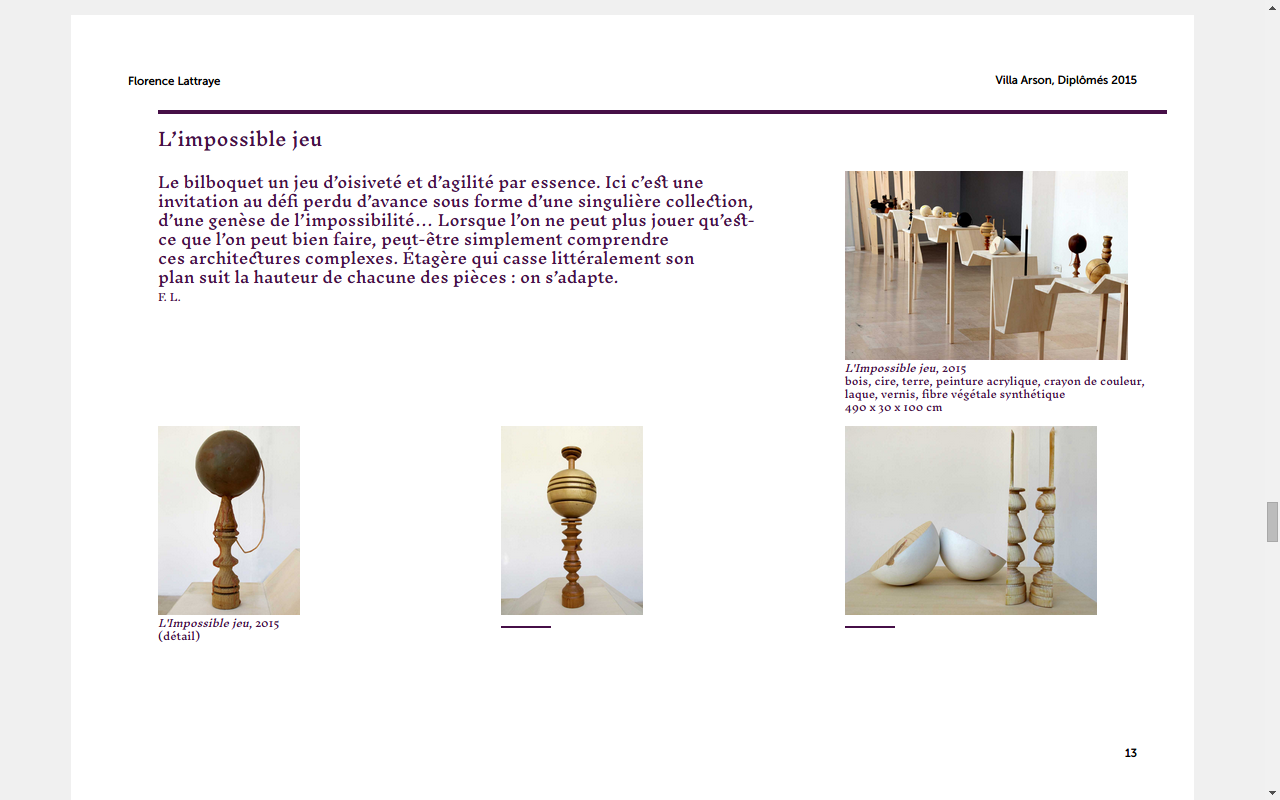 Florence Lattraye
Villa Arson, Diplômés 2015
L’impossible jeu
Le bilboquet un jeu d’oisiveté et d’agilité par essence. Ici c’est une
invitation au défi perdu d’avance sous forme d’une singulière collection,
d’une genèse de l’impossibilité… Lorsque l’on ne peut plus jouer qu’est-
ce que l’on peut bien faire, peut-être simplement comprendre
ces architectures complexes. Étagère qui casse littéralement son
plan suit la hauteur de chacune des pièces : on s’adapte.
F. L.
L'Impossible jeu, 2015
bois, cire, terre, peinture acrylique, crayon de couleur,
laque, vernis, fibre végétale synthétique
490 x 30 x 100 cm
L'Impossible jeu, 2015
(détail)
13